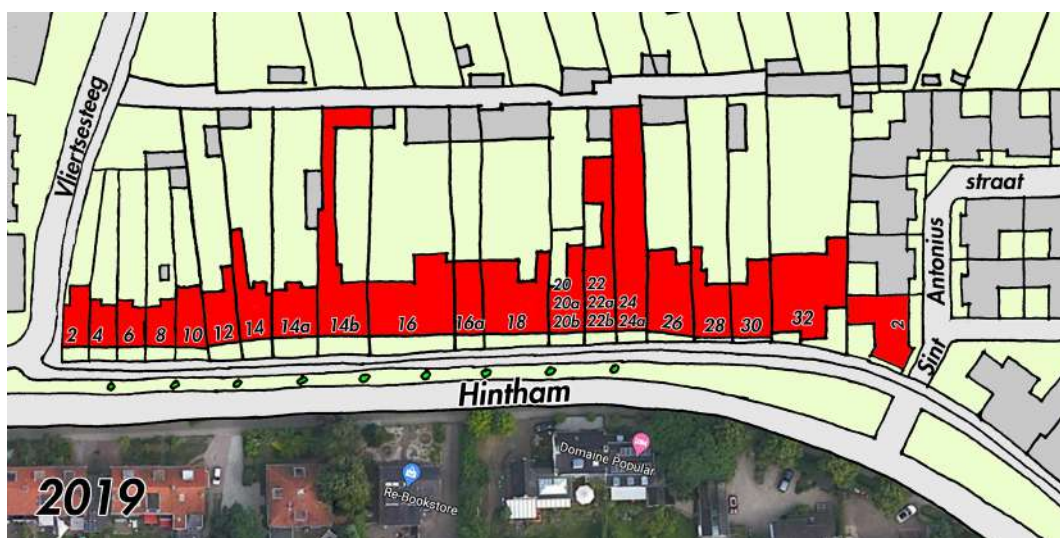 Vliertsesteeg
straat
Antonius
Sint
2
4
6
8
10
12
14
14a
14b
16
16a
18
20
20a
20b
22
22a
22b
24
24a
26
28
30
32
2
Hintham
Domaine Popular
Re-Bookstore
2019